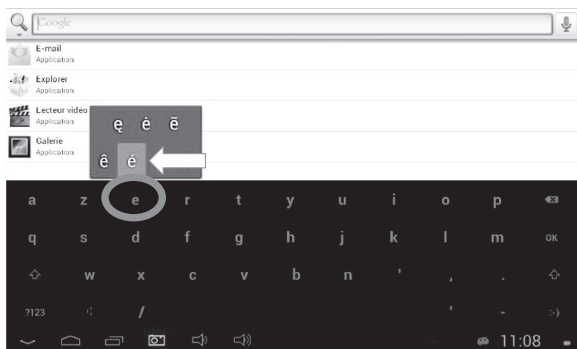 Google
E-mail
Application
Explorer
Application
Lecteur vidéo
Application
Galerie
Application
ę ė ē
ê é
a z e r t y u i o p
q s d f g h j k l m OK
w x c v b n ' , .
?123 / ' - :-)
11:08